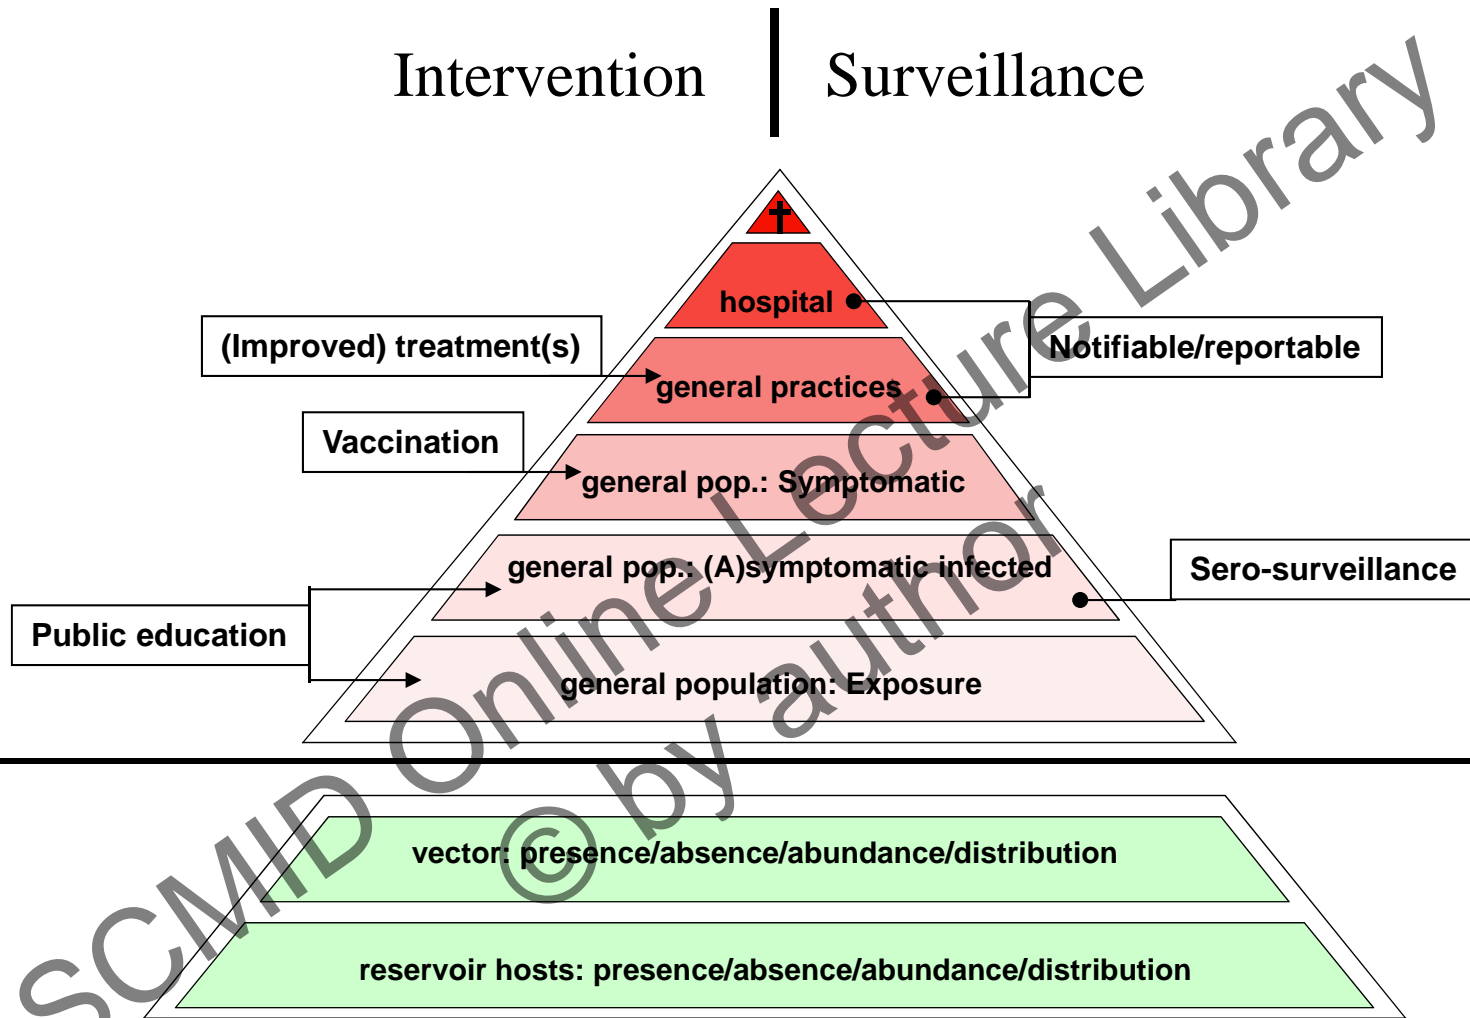 Intervention
Surveillance
✝
hospital
(Improved) treatment(s)
Notifiable/reportable
general practices
Vaccination
general pop.: Symptomatic
general pop.: (A)symptomatic infected
Sero-surveillance
Public education
general population: Exposure
vector: presence/absence/abundance/distribution
reservoir hosts: presence/absence/abundance/distribution
SCMID Online Lecture Library
© by author